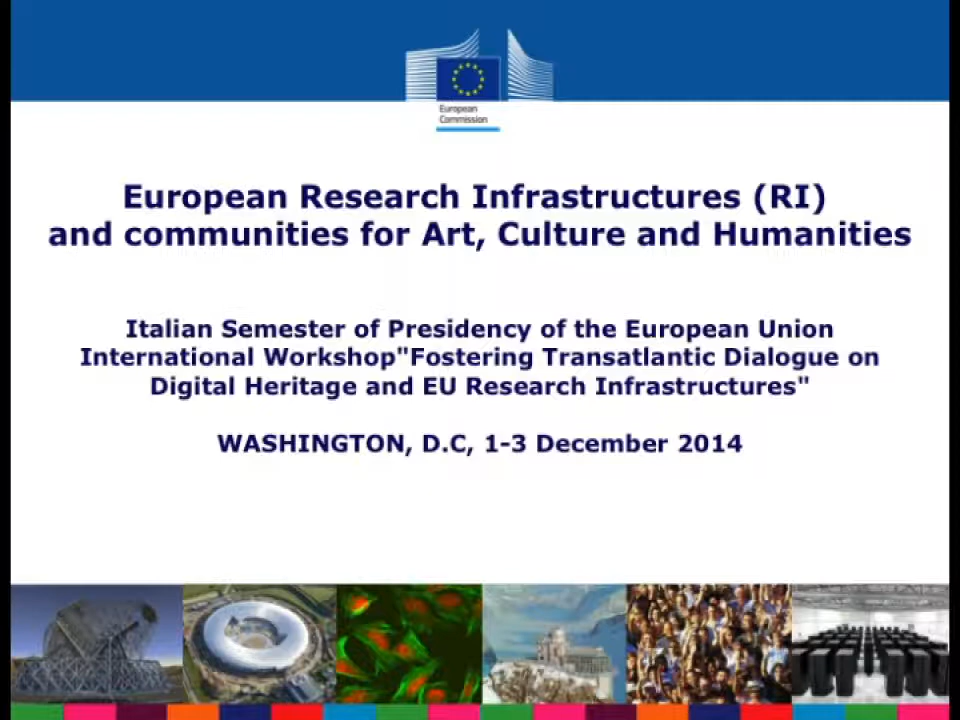 European
Commission
European Research Infrastructures (RI)
and communities for Art, Culture and Humanities
Italian Semester of Presidency of the European Union
International Workshop"Fostering Transatlantic Dialogue on
Digital Heritage and EU Research Infrastructures"
WASHINGTON, D.C, 1-3 December 2014